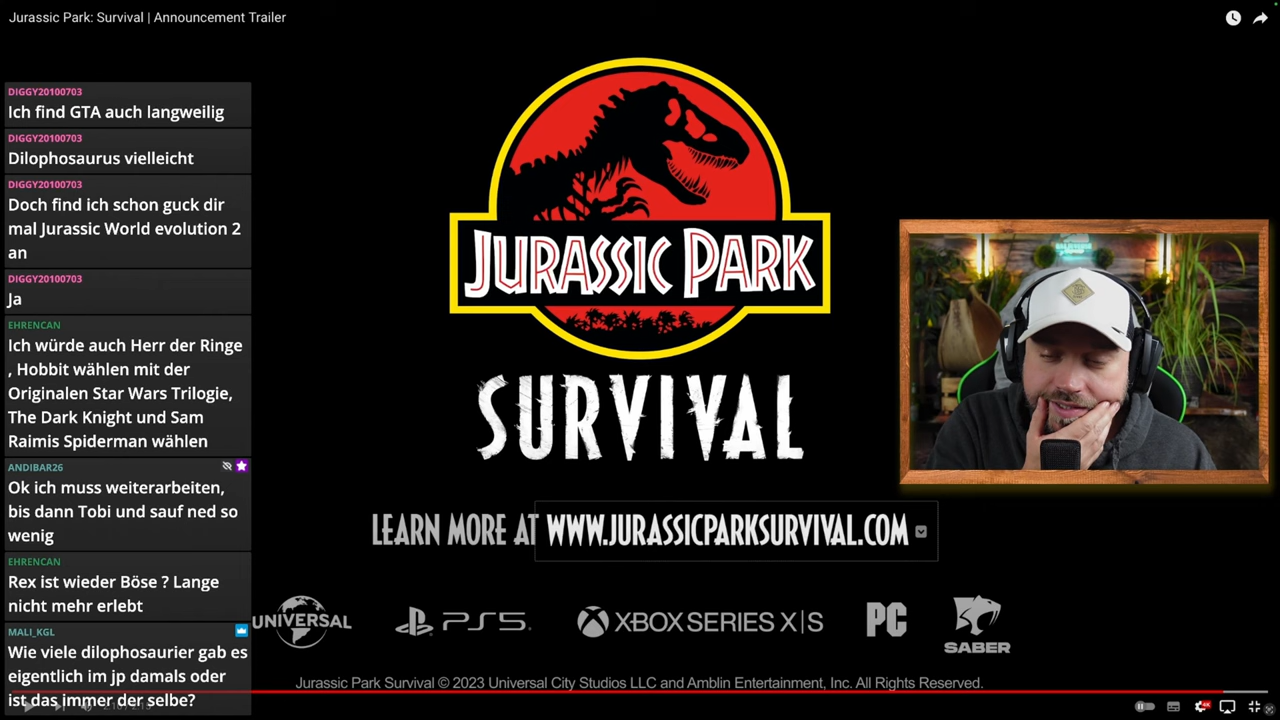 Jurassic Park: Survival | Announcement Trailer
DIGGY20100703
Ich find GTA auch langweilig
DIGGY20100703
Dilophosaurus vielleicht
DIGGY20100703
Doch find ich schon guck dir
mal Jurassic World evolution 2
an
DIGGY20100703
Ja
EHRENCAN
Ich würde auch Herr der Ringe
, Hobbit wählen mit der
Originalen Star Wars Trilogie,
The Dark Knight und Sam
Raimis Spiderman wählen
ANDIBAR26
Ok ich muss weiterarbeiten,
bis dann Tobi und sauf ned so
wenig
EHRENCAN
Rex ist wieder Böse ? Lange
nicht mehr erlebt
MALI_KGL
Wie viele dilophosaurier gab es
eigentlich im jp damals oder
ist das immer der selbe?
JURASSIC PARK
SURVIVAL
LEARN MORE AT WWW.JURASSICPARKSURVIVAL.COM
UNIVERSAL
PS5
XBOX SERIES X|S
PC
SABER
Jurassic Park Survival © 2023 Universal City Studios LLC and Amblin Entertainment, Inc. All Rights Reserved.